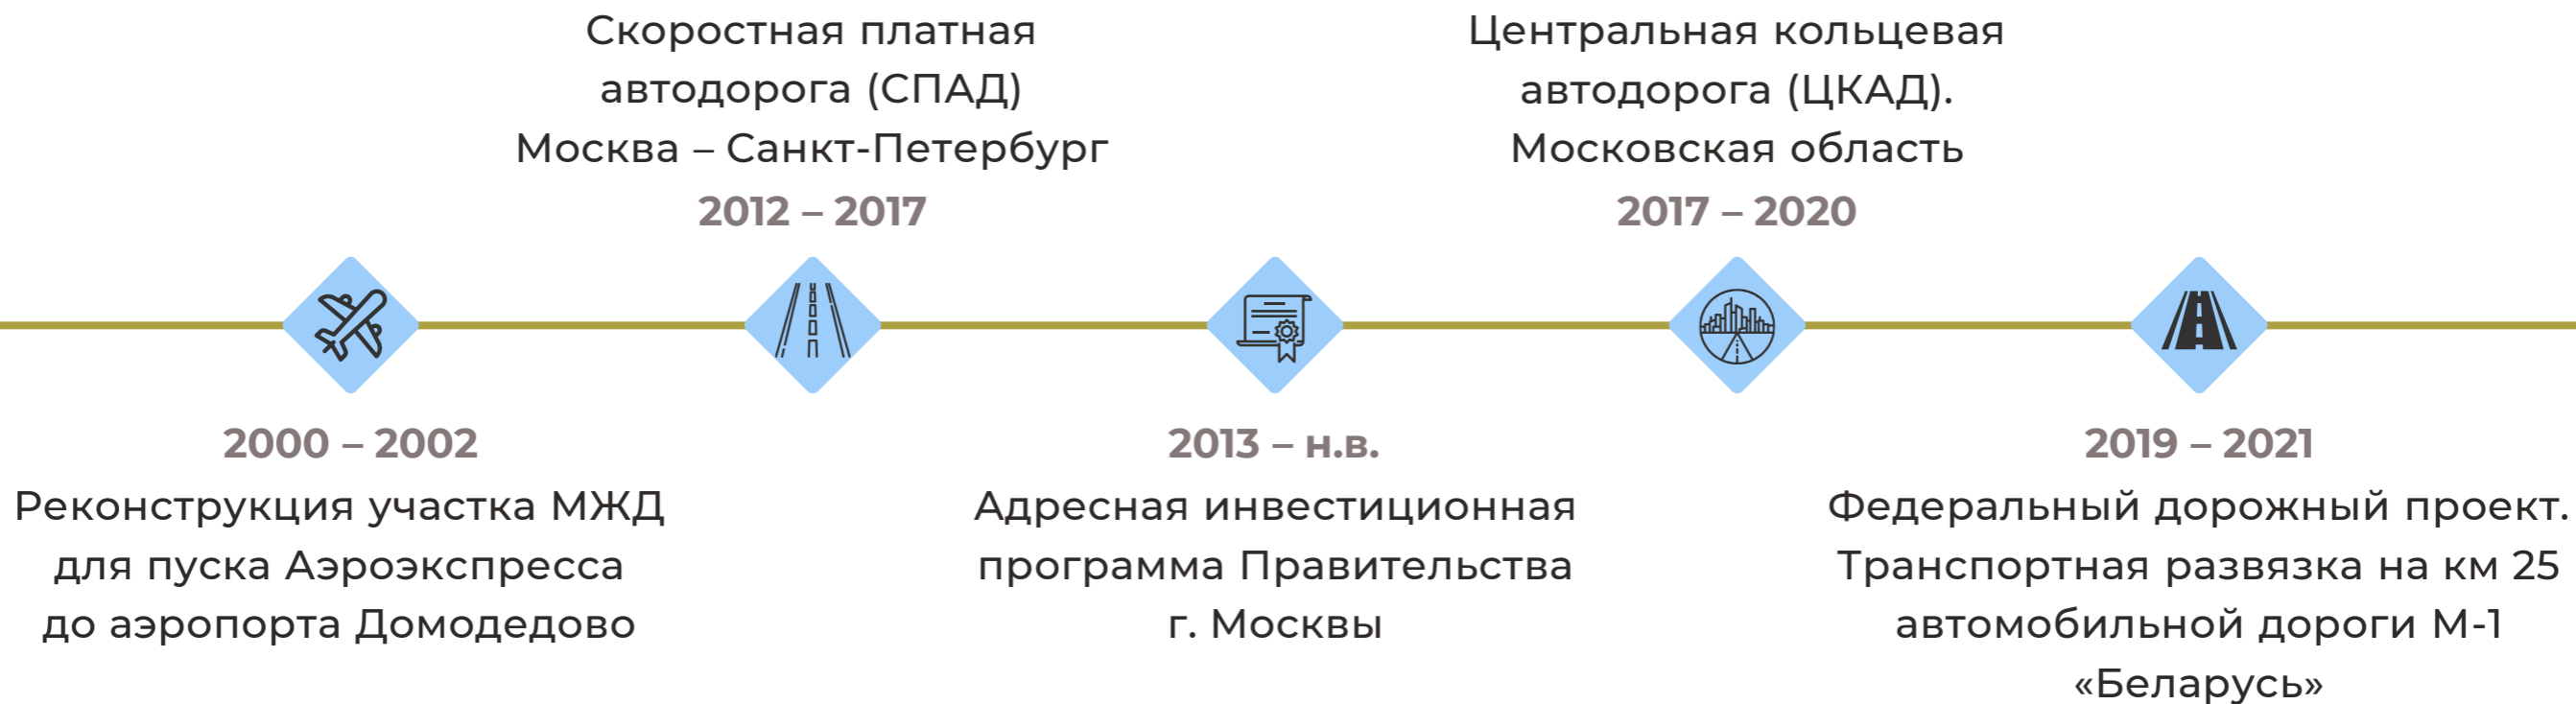 2000 – 2002
Реконструкция участка МЖД
для пуска Аэроэкспресса
до аэропорта Домодедово
Скоростная платная
автодорога (СПАД)
Москва – Санкт-Петербург
2012 – 2017
2013 – н.в.
Адресная инвестиционная
программа Правительства
г. Москвы
Центральная кольцевая
автодорога (ЦКАД).
Московская область
2017 – 2020
2019 – 2021
Федеральный дорожный проект.
Транспортная развязка на км 25
автомобильной дороги М-1
«Беларусь»